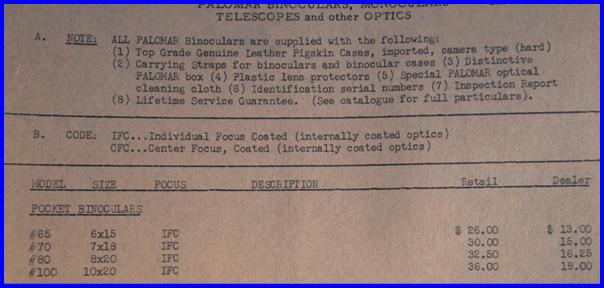 PALOMAR BINOCULARS, MONOCULARS
TELESCOPES and other OPTICS
A. NOTE: ALL PALOMAR Binoculars are supplied with the following:
(1) Top Grade Genuine Leather Pigskin Cases, imported, camera type (hard)
(2) Carrying Straps for binoculars and binocular cases (3) Distinctive
PALOMAR box (4) Plastic lens protectors (5) Special PALOMAR optical
cleaning cloth (6) Identification serial numbers (7) Inspection Report
(8) Lifetime Service Guarantee. (See catalogue for full particulars).
B. CODE: IFC...Individual Focus Coated (internally coated optics)
CFC...Center Focus, Coated (internally coated optics)
MODEL SIZE FOCUS DESCRIPTION Retail Dealer
POCKET BINOCULARS
#65 6x15 IFC $ 26.00 $ 13.00
#70 7x18 IFC 30.00 15.00
#80 8x20 IFC 32.50 16.25
#100 10x20 IFC 36.00 18.00